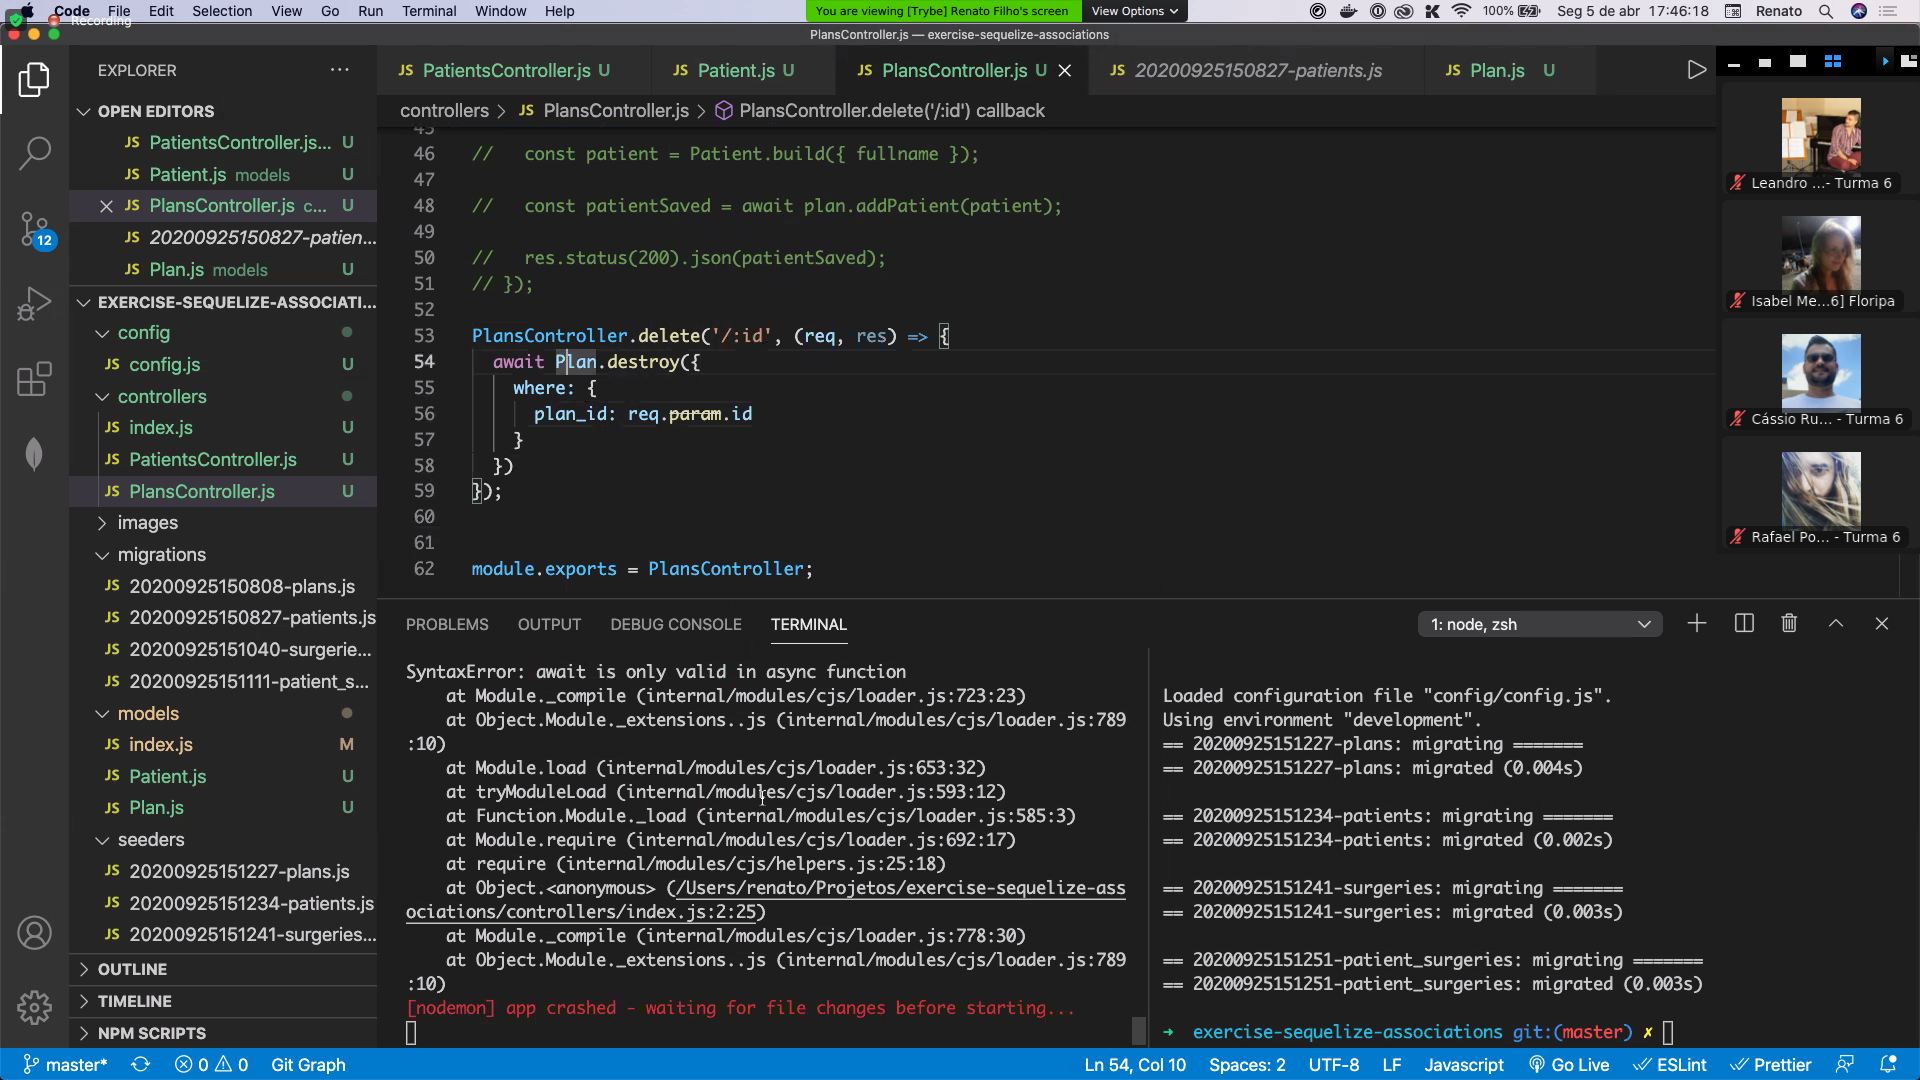 Code File Edit Selection View Go Run Terminal Window Help
Recording
You are viewing [Trybe] Renato Filho's screen
View Options
100%
Seg 5 de abr 17:46:18
Renato
PlansController.js — exercise-sequelize-associations
EXPLORER
PatientsController.js U
Patient.js U
PlansController.js U
20200925150827-patients.js
Plan.js U
controllers > JS PlansController.js > PlansController.delete('/:id') callback
OPEN EDITORS
JS PatientsController.js... U
JS Patient.js models U
JS PlansController.js c... U
JS 20200925150827-patien...
JS Plan.js models U
EXERCISE-SEQUELIZE-ASSOCIATI...
config
JS config.js U
controllers
JS index.js U
JS PatientsController.js U
JS PlansController.js U
images
migrations
JS 20200925150808-plans.js
JS 20200925150827-patients.js
JS 20200925151040-surgerie...
JS 20200925151111-patient_s...
models
JS index.js M
JS Patient.js U
JS Plan.js U
seeders
JS 20200925151227-plans.js
JS 20200925151234-patients.js
JS 20200925151241-surgeries...
OUTLINE
TIMELINE
NPM SCRIPTS
12
45
46 //   const patient = Patient.build({ fullname });
47
48 //   const patientSaved = await plan.addPatient(patient);
49
50 //   res.status(200).json(patientSaved);
51 // });
52
53 PlansController.delete('/:id', (req, res) => {
54   await Plan.destroy({
55     where: {
56       plan_id: req.param.id
57     }
58   })
59 });
60
61
62 module.exports = PlansController;
Leandro ...- Turma 6
Isabel Me...6] Floripa
Cássio Ru... - Turma 6
Rafael Po... - Turma 6
PROBLEMS OUTPUT DEBUG CONSOLE TERMINAL
1: node, zsh
SyntaxError: await is only valid in async function
at Module._compile (internal/modules/cjs/loader.js:723:23)
at Object.Module._extensions..js (internal/modules/cjs/loader.js:789
:10)
at Module.load (internal/modules/cjs/loader.js:653:32)
at tryModuleLoad (internal/modules/cjs/loader.js:593:12)
at Function.Module._load (internal/modules/cjs/loader.js:585:3)
at Module.require (internal/modules/cjs/loader.js:692:17)
at require (internal/modules/cjs/helpers.js:25:18)
at Object.<anonymous> (/Users/renato/Projetos/exercise-sequelize-ass
ociations/controllers/index.js:2:25)
at Module._compile (internal/modules/cjs/loader.js:778:30)
at Object.Module._extensions..js (internal/modules/cjs/loader.js:789
:10)
[nodemon] app crashed - waiting for file changes before starting...
Loaded configuration file "config/config.js".
Using environment "development".
== 20200925151227-plans: migrating =======
== 20200925151227-plans: migrated (0.004s)
== 20200925151234-patients: migrating =======
== 20200925151234-patients: migrated (0.002s)
== 20200925151241-surgeries: migrating =======
== 20200925151241-surgeries: migrated (0.003s)
== 20200925151251-patient_surgeries: migrating =======
== 20200925151251-patient_surgeries: migrated (0.003s)
➜ exercise-sequelize-associations git:(master) ✗
master* 0 0 Git Graph
Ln 54, Col 10 Spaces: 2 UTF-8 LF Javascript Go Live ESLint Prettier